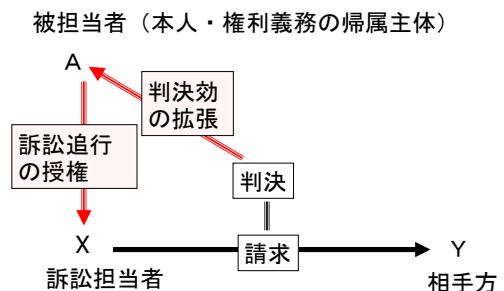 被担当者（本人・権利義務の帰属主体）
A
判決効
の拡張
訴訟追行
の授権
判決
X
請求
Y
訴訟担当者
相手方